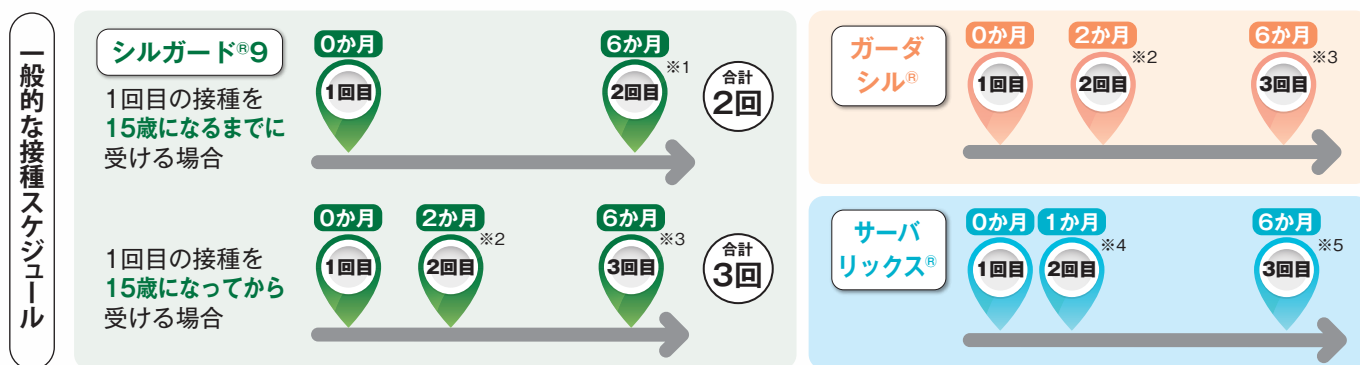 一般的な接種スケジュール
シルガード®9
1回目の接種を
15歳になるまでに
受ける場合
0か月
1回目
6か月
※1
2回目
合計
2回
1回目の接種を
15歳になってから
受ける場合
0か月
1回目
2か月
※2
2回目
6か月
※3
3回目
合計
3回
ガーダ
シル®
0か月
1回目
2か月
※2
2回目
6か月
※3
3回目
サーバ
リックス®
0か月
1回目
1か月
※4
2回目
6か月
※5
3回目